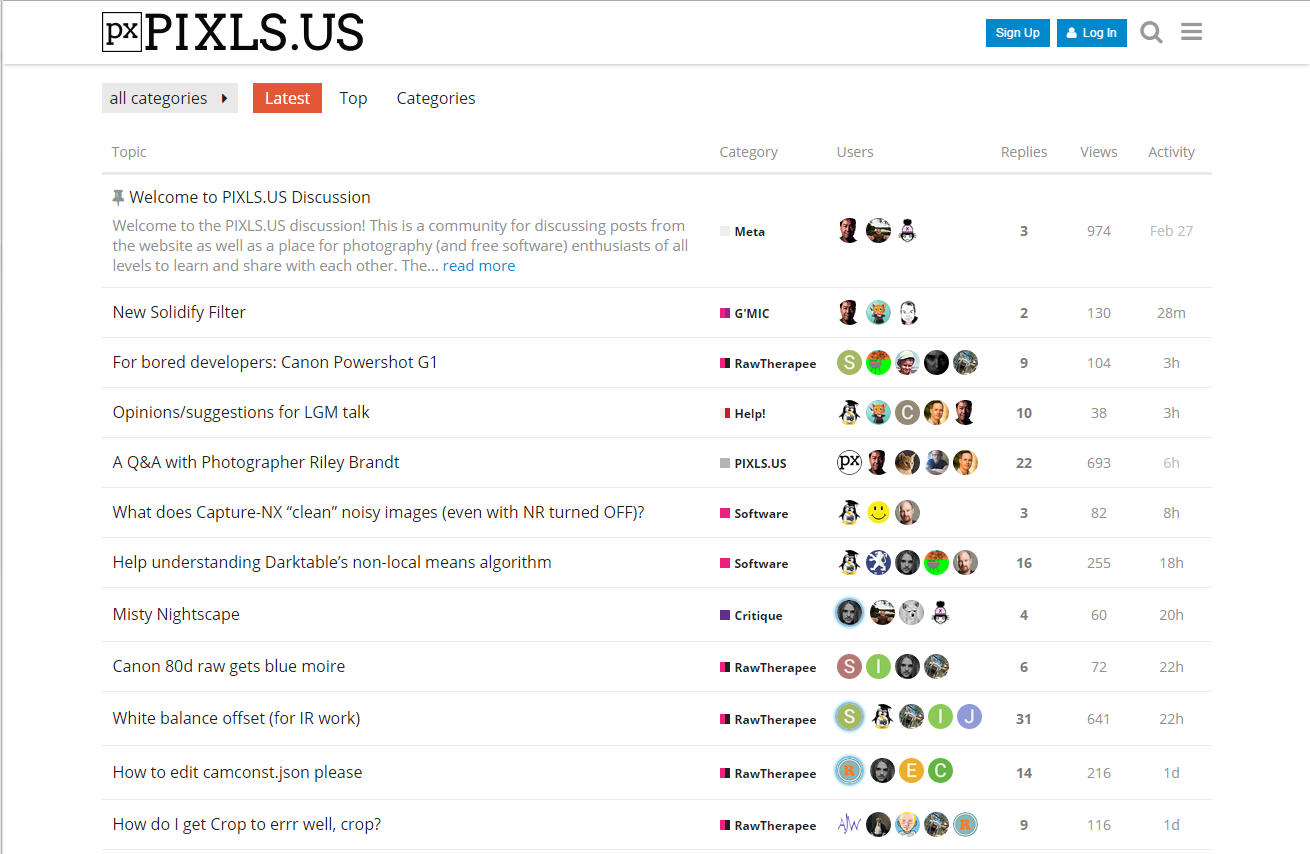 px PIXLS.US Sign Up Log In
all categories Latest Top Categories
Topic Category Users Replies Views Activity
Welcome to PIXLS.US Discussion
Welcome to the PIXLS.US discussion! This is a community for discussing posts from
the website as well as a place for photography (and free software) enthusiasts of all
levels to learn and share with each other. The... read more
Meta 3 974 Feb 27
New Solidify Filter G'MIC 2 130 28m
For bored developers: Canon Powershot G1 RawTherapee S 9 104 3h
Opinions/suggestions for LGM talk Help! C 10 38 3h
A Q&A with Photographer Riley Brandt PIXLS.US px 22 693 6h
What does Capture-NX “clean” noisy images (even with NR turned OFF)? Software 3 82 8h
Help understanding Darktable’s non-local means algorithm Software 16 255 18h
Misty Nightscape Critique 4 60 20h
Canon 80d raw gets blue moire RawTherapee S I 6 72 22h
White balance offset (for IR work) RawTherapee S I J 31 641 22h
How to edit camconst.json please RawTherapee R E C 14 216 1d
How do I get Crop to errr well, crop? RawTherapee AJW R 9 116 1d